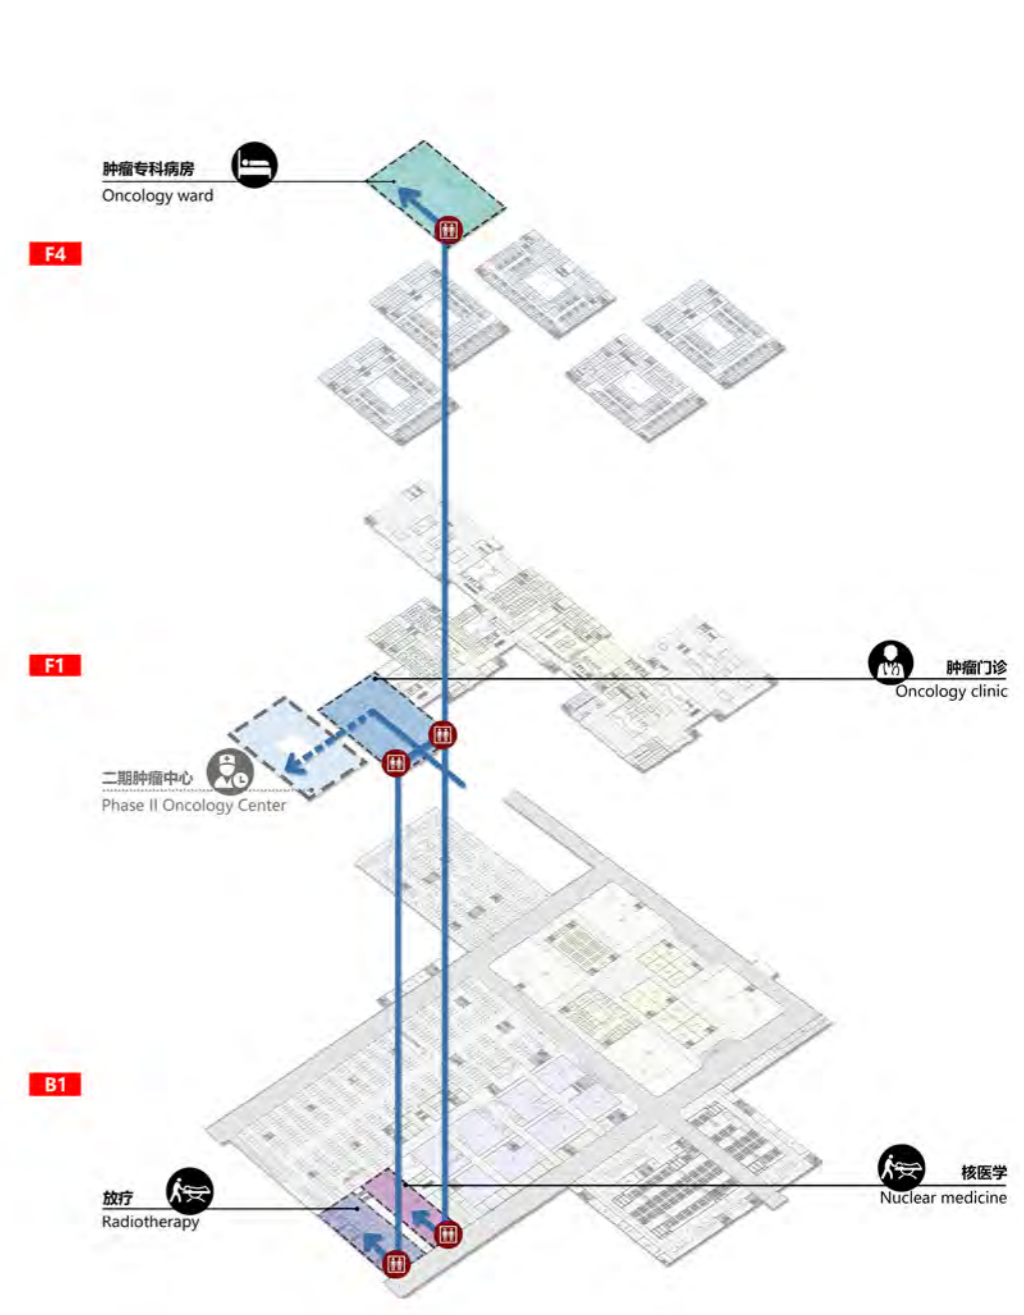 肿瘤专科病房
Oncology ward
F4
F1
肿瘤门诊
Oncology clinic
二期肿瘤中心
Phase II Oncology Center
B1
放疗
Radiotherapy
核医学
Nuclear medicine